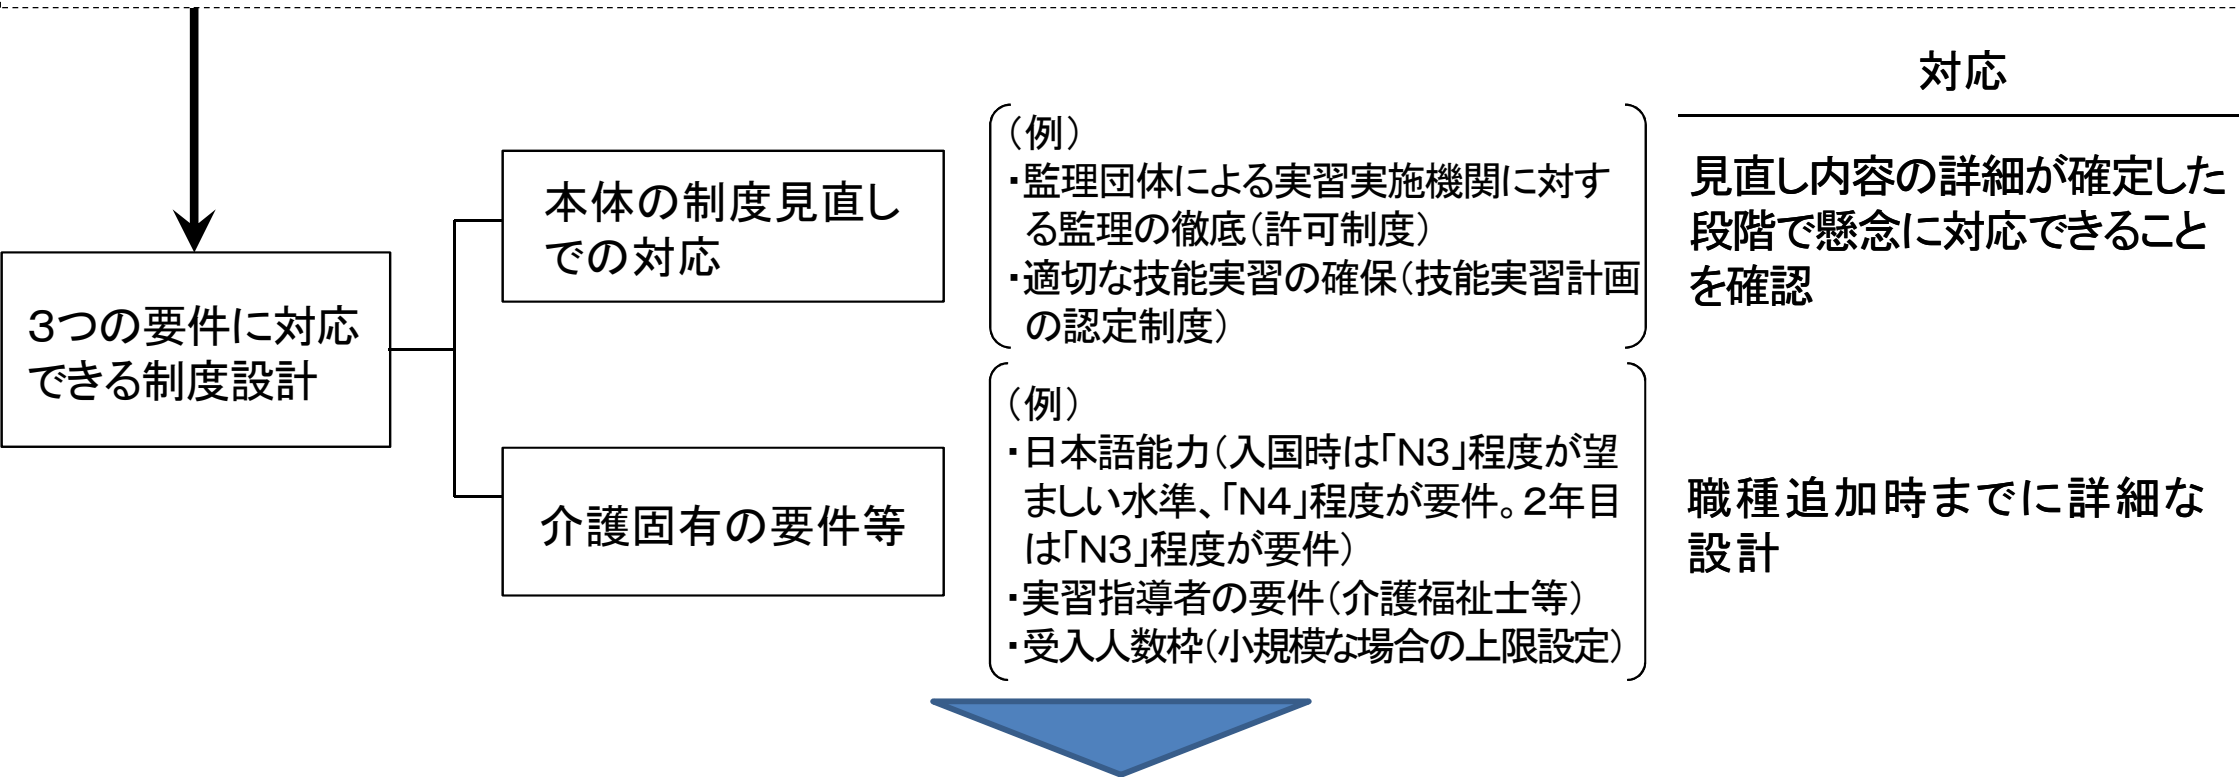 対応
３つの要件に対応
できる制度設計
本体の制度見直し
での対応
（例）
・監理団体による実習実施機関に対す
る監理の徹底（許可制度）
・適切な技能実習の確保（技能実習計画
の認定制度）
見直し内容の詳細が確定した
段階で懸念に対応できること
を確認
介護固有の要件等
（例）
・日本語能力（入国時は「Ｎ３」程度が望
ましい水準、「Ｎ４」程度が要件。２年目
は「Ｎ３」程度が要件）
・実習指導者の要件（介護福祉士等）
・受入人数枠（小規模な場合の上限設定）
職種追加時までに詳細な
設計